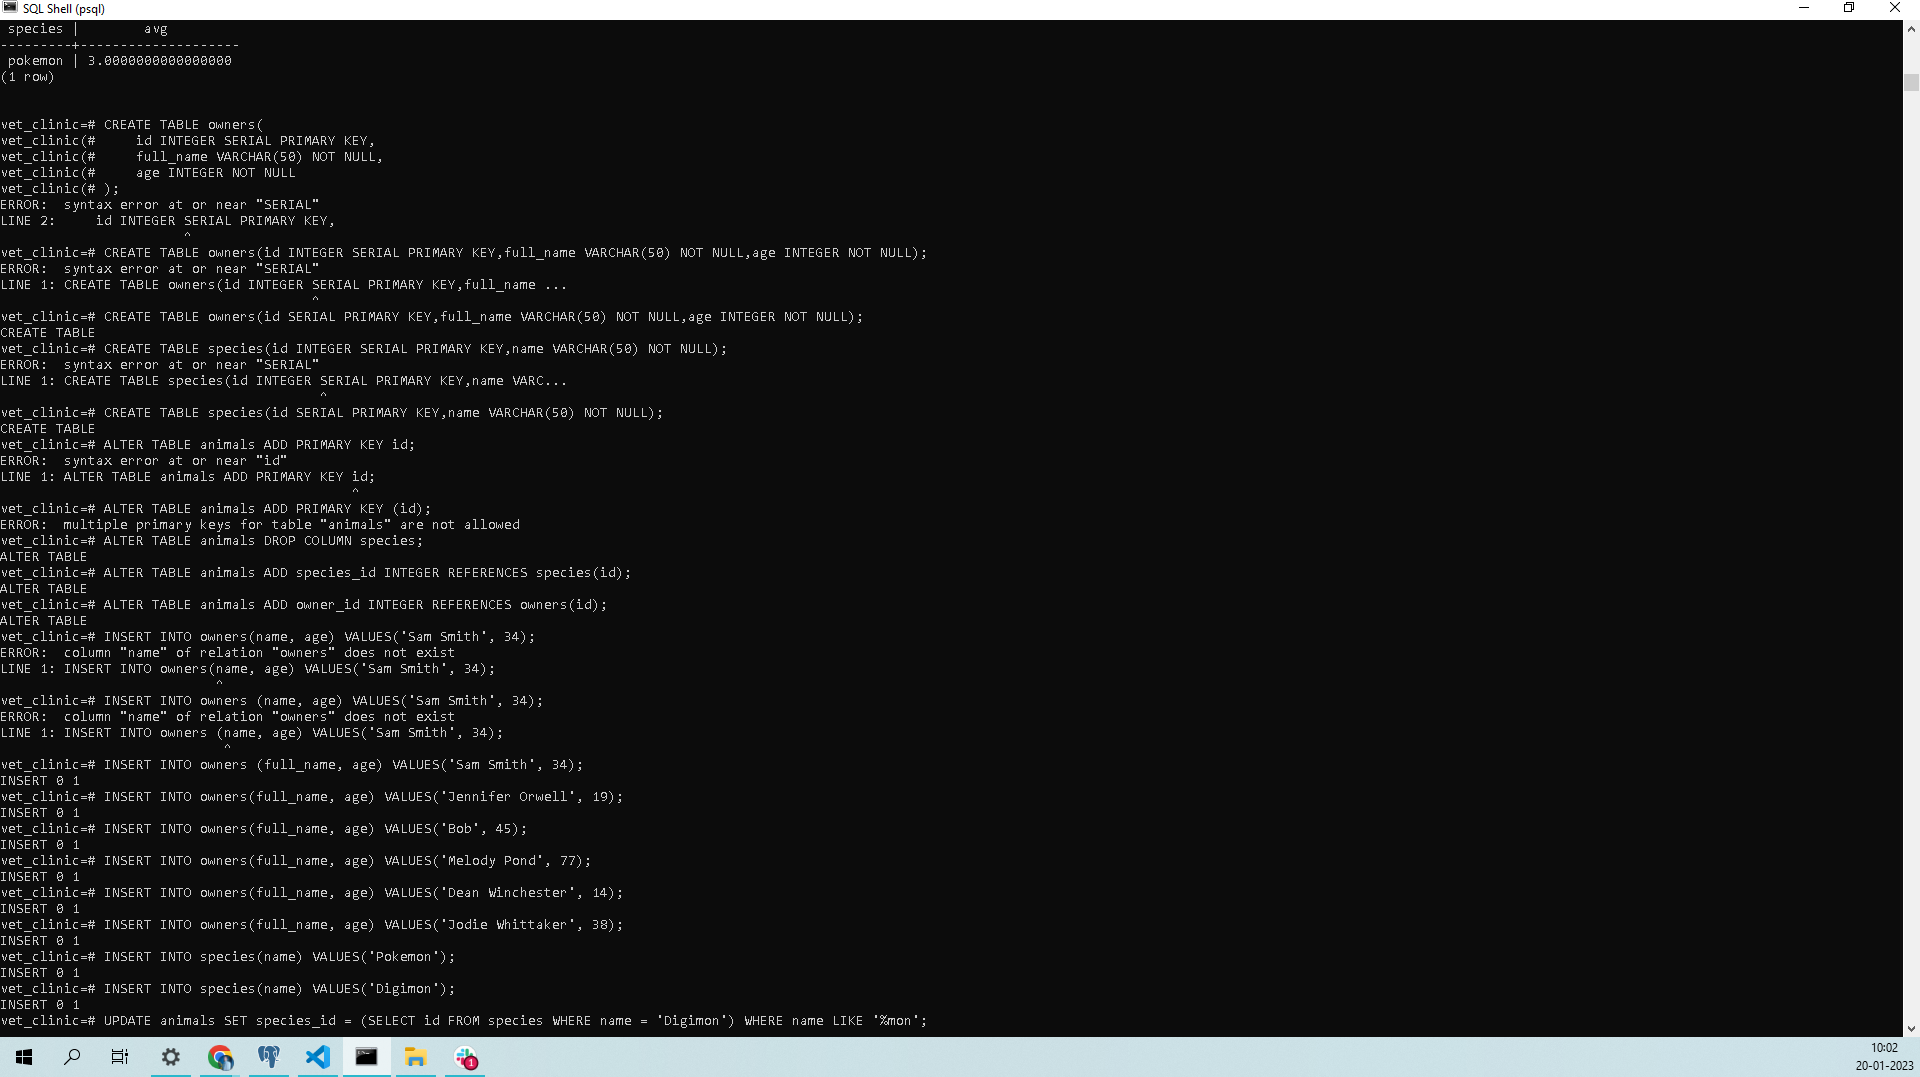 SQL Shell (psql)
 species |        avg
---------+--------------------
 pokemon | 3.0000000000000000
(1 row)
vet_clinic=# CREATE TABLE owners(
vet_clinic(#     id INTEGER SERIAL PRIMARY KEY,
vet_clinic(#     full_name VARCHAR(50) NOT NULL,
vet_clinic(#     age INTEGER NOT NULL
vet_clinic(# );
ERROR:  syntax error at or near "SERIAL"
LINE 2:     id INTEGER SERIAL PRIMARY KEY,
                       ^
vet_clinic=# CREATE TABLE owners(id INTEGER SERIAL PRIMARY KEY,full_name VARCHAR(50) NOT NULL,age INTEGER NOT NULL);
ERROR:  syntax error at or near "SERIAL"
LINE 1: CREATE TABLE owners(id INTEGER SERIAL PRIMARY KEY,full_name ...
                                       ^
vet_clinic=# CREATE TABLE owners(id SERIAL PRIMARY KEY,full_name VARCHAR(50) NOT NULL,age INTEGER NOT NULL);
CREATE TABLE
vet_clinic=# CREATE TABLE species(id INTEGER SERIAL PRIMARY KEY,name VARCHAR(50) NOT NULL);
ERROR:  syntax error at or near "SERIAL"
LINE 1: CREATE TABLE species(id INTEGER SERIAL PRIMARY KEY,name VARC...
                                        ^
vet_clinic=# CREATE TABLE species(id SERIAL PRIMARY KEY,name VARCHAR(50) NOT NULL);
CREATE TABLE
vet_clinic=# ALTER TABLE animals ADD PRIMARY KEY id;
ERROR:  syntax error at or near "id"
LINE 1: ALTER TABLE animals ADD PRIMARY KEY id;
                                            ^
vet_clinic=# ALTER TABLE animals ADD PRIMARY KEY (id);
ERROR:  multiple primary keys for table "animals" are not allowed
vet_clinic=# ALTER TABLE animals DROP COLUMN species;
ALTER TABLE
vet_clinic=# ALTER TABLE animals ADD species_id INTEGER REFERENCES species(id);
ALTER TABLE
vet_clinic=# ALTER TABLE animals ADD owner_id INTEGER REFERENCES owners(id);
ALTER TABLE
vet_clinic=# INSERT INTO owners(name, age) VALUES('Sam Smith', 34);
ERROR:  column "name" of relation "owners" does not exist
LINE 1: INSERT INTO owners(name, age) VALUES('Sam Smith', 34);
                           ^
vet_clinic=# INSERT INTO owners (name, age) VALUES('Sam Smith', 34);
ERROR:  column "name" of relation "owners" does not exist
LINE 1: INSERT INTO owners (name, age) VALUES('Sam Smith', 34);
                            ^
vet_clinic=# INSERT INTO owners (full_name, age) VALUES('Sam Smith', 34);
INSERT 0 1
vet_clinic=# INSERT INTO owners(full_name, age) VALUES('Jennifer Orwell', 19);
INSERT 0 1
vet_clinic=# INSERT INTO owners(full_name, age) VALUES('Bob', 45);
INSERT 0 1
vet_clinic=# INSERT INTO owners(full_name, age) VALUES('Melody Pond', 77);
INSERT 0 1
vet_clinic=# INSERT INTO owners(full_name, age) VALUES('Dean Winchester', 14);
INSERT 0 1
vet_clinic=# INSERT INTO owners(full_name, age) VALUES('Jodie Whittaker', 38);
INSERT 0 1
vet_clinic=# INSERT INTO species(name) VALUES('Pokemon');
INSERT 0 1
vet_clinic=# INSERT INTO species(name) VALUES('Digimon');
INSERT 0 1
vet_clinic=# UPDATE animals SET species_id = (SELECT id FROM species WHERE name = 'Digimon') WHERE name LIKE '%mon';
1
10:02
20-01-2023